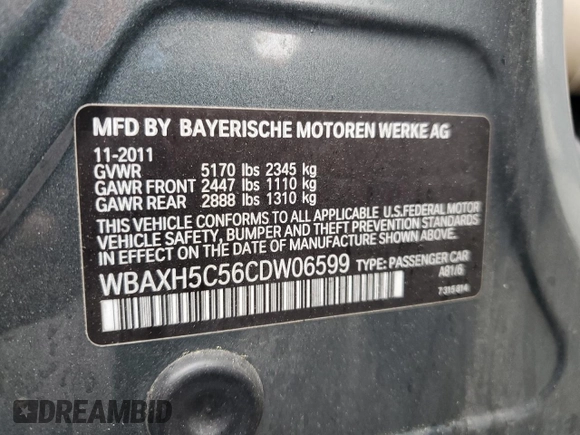 MFD BY BAYERISCHE MOTOREN WERKE AG
11-2011
GVWR 5170 lbs 2345 kg
GAWR FRONT 2447 lbs 1110 kg
GAWR REAR 2888 lbs 1310 kg
THIS VEHICLE CONFORMS TO ALL APPLICABLE U.S.FEDERAL MOTOR
VEHICLE SAFETY, BUMPER AND THEFT PREVENTION STANDARDS
IN EFFECT ON THE DATE OF MANUFACTURE SHOWN ABOVE.
WBAXH5C56CDW06599 TYPE: PASSENGER CAR
A81/6
7315414
DREAMBID